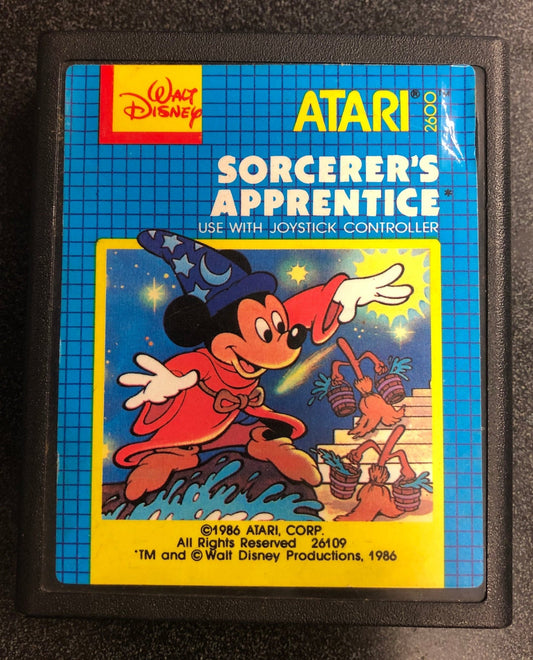 WALT
DISNEY
ATARI® 2600™
SORCERER'S
APPRENTICE*
USE WITH JOYSTICK CONTROLLER
©1986 ATARI, CORP.
All Rights Reserved 26109
*TM and © Walt Disney Productions, 1986